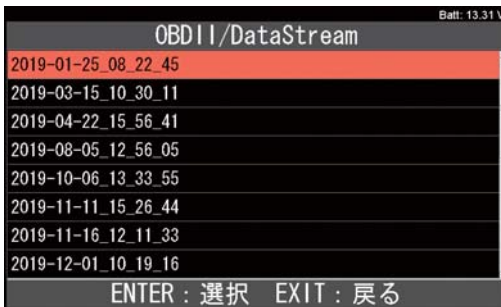 Batt: 13.31 V
OBDII/DataStream
2019-01-25_08_22_45
2019-03-15_10_30_11
2019-04-22_15_56_41
2019-08-05_12_56_05
2019-10-06_13_33_55
2019-11-11_15_26_44
2019-11-16_12_11_33
2019-12-01_10_19_16
ENTER：選択 EXIT：戻る